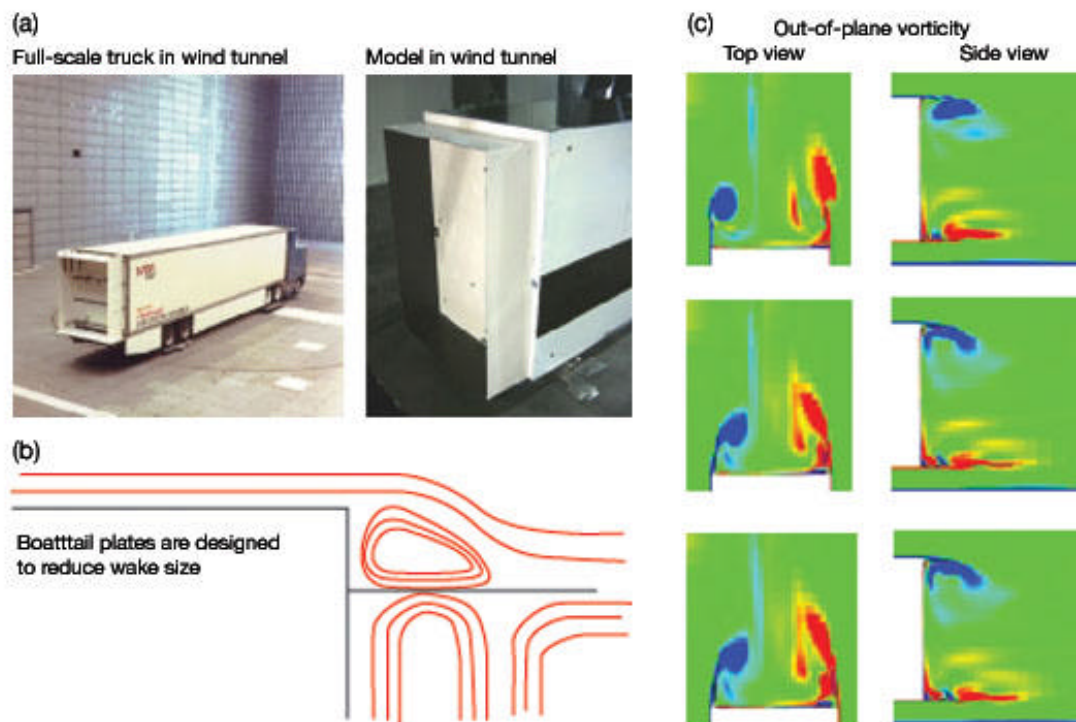 (a)
Full-scale truck in wind tunnel
Model in wind tunnel
(b)
Boatttail plates are designed
to reduce wake size
(c)
Out-of-plane vorticity
Top view
Side view